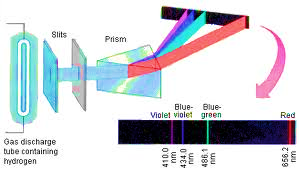 Slits
Prism
Gas discharge
tube containing
hydrogen
Violet
Blue-
violet
Blue-
green
Red
410.0
nm
434.0
nm
486.1
nm
656.2
nm